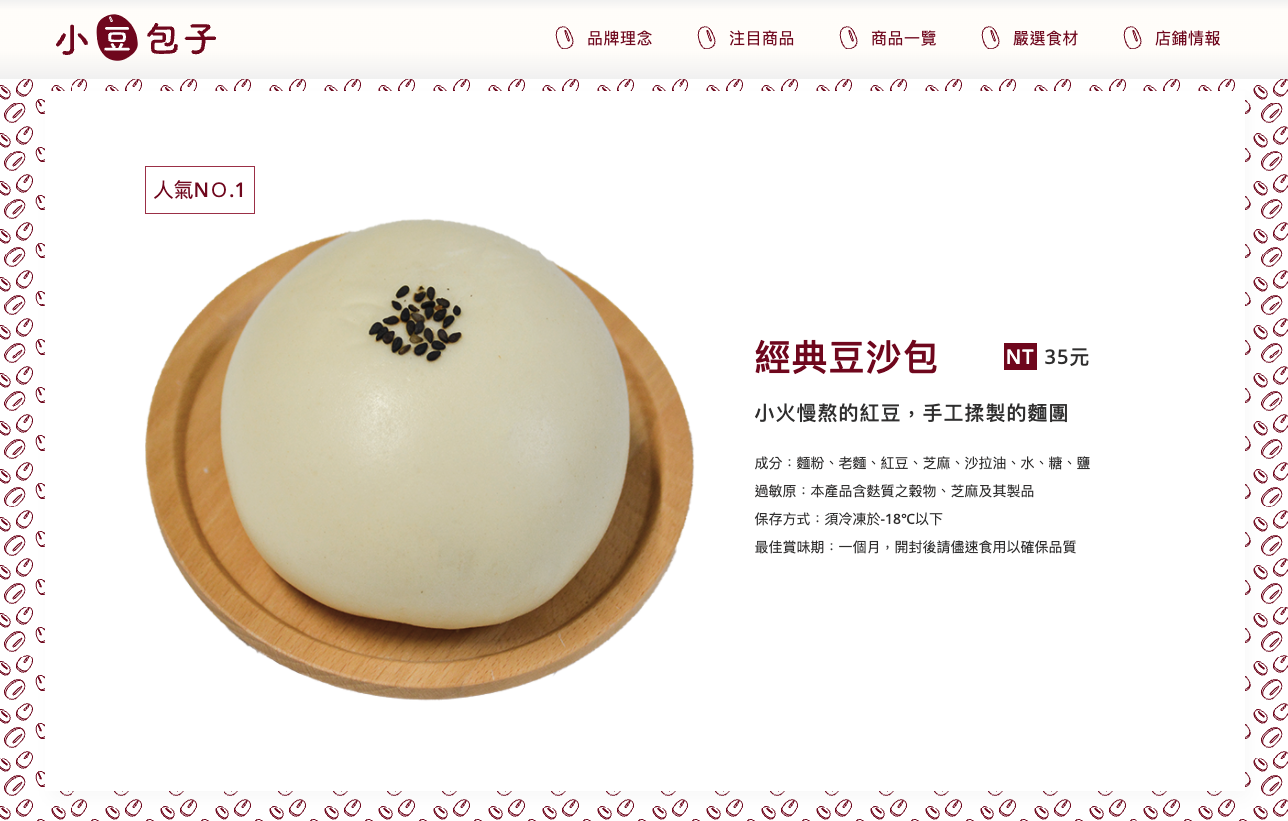 小豆包子
品牌理念
注目商品
商品一覽
嚴選食材
店鋪情報
人氣NO.1
經典豆沙包
NT 35元
小火慢熬的紅豆，手工揉製的麵團
成分：麵粉、老麵、紅豆、芝麻、沙拉油、水、糖、鹽
過敏原：本產品含麩質之穀物、芝麻及其製品
保存方式：須冷凍於-18℃以下
最佳賞味期：一個月，開封後請儘速食用以確保品質